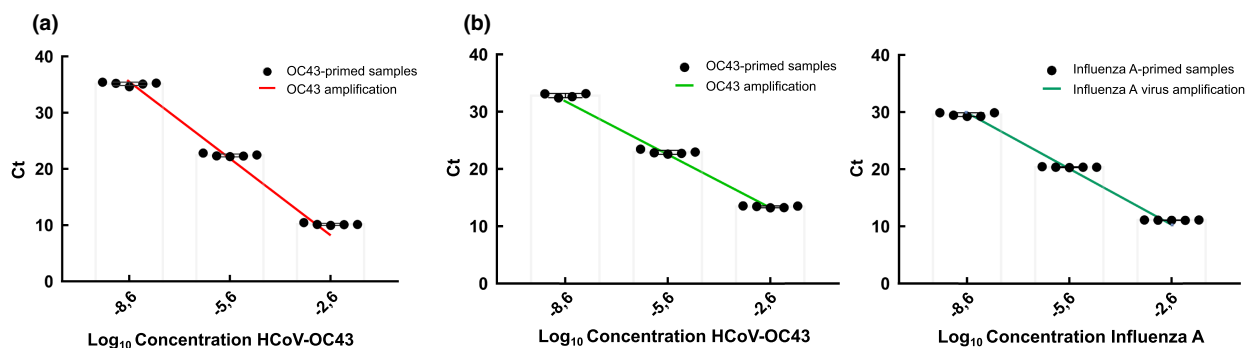 (a)
40
30
20
10
0
Ct
OC43-primed samples
OC43 amplification
-8,6
-5,6
-2,6
Log10 Concentration HCoV-OC43
(b)
40
30
20
10
0
Ct
OC43-primed samples
OC43 amplification
-8,6
-5,6
-2,6
Log10 Concentration HCoV-OC43
40
30
20
10
0
Ct
Influenza A-primed samples
Influenza A virus amplification
-8,6
-5,6
-2,6
Log10 Concentration Influenza A